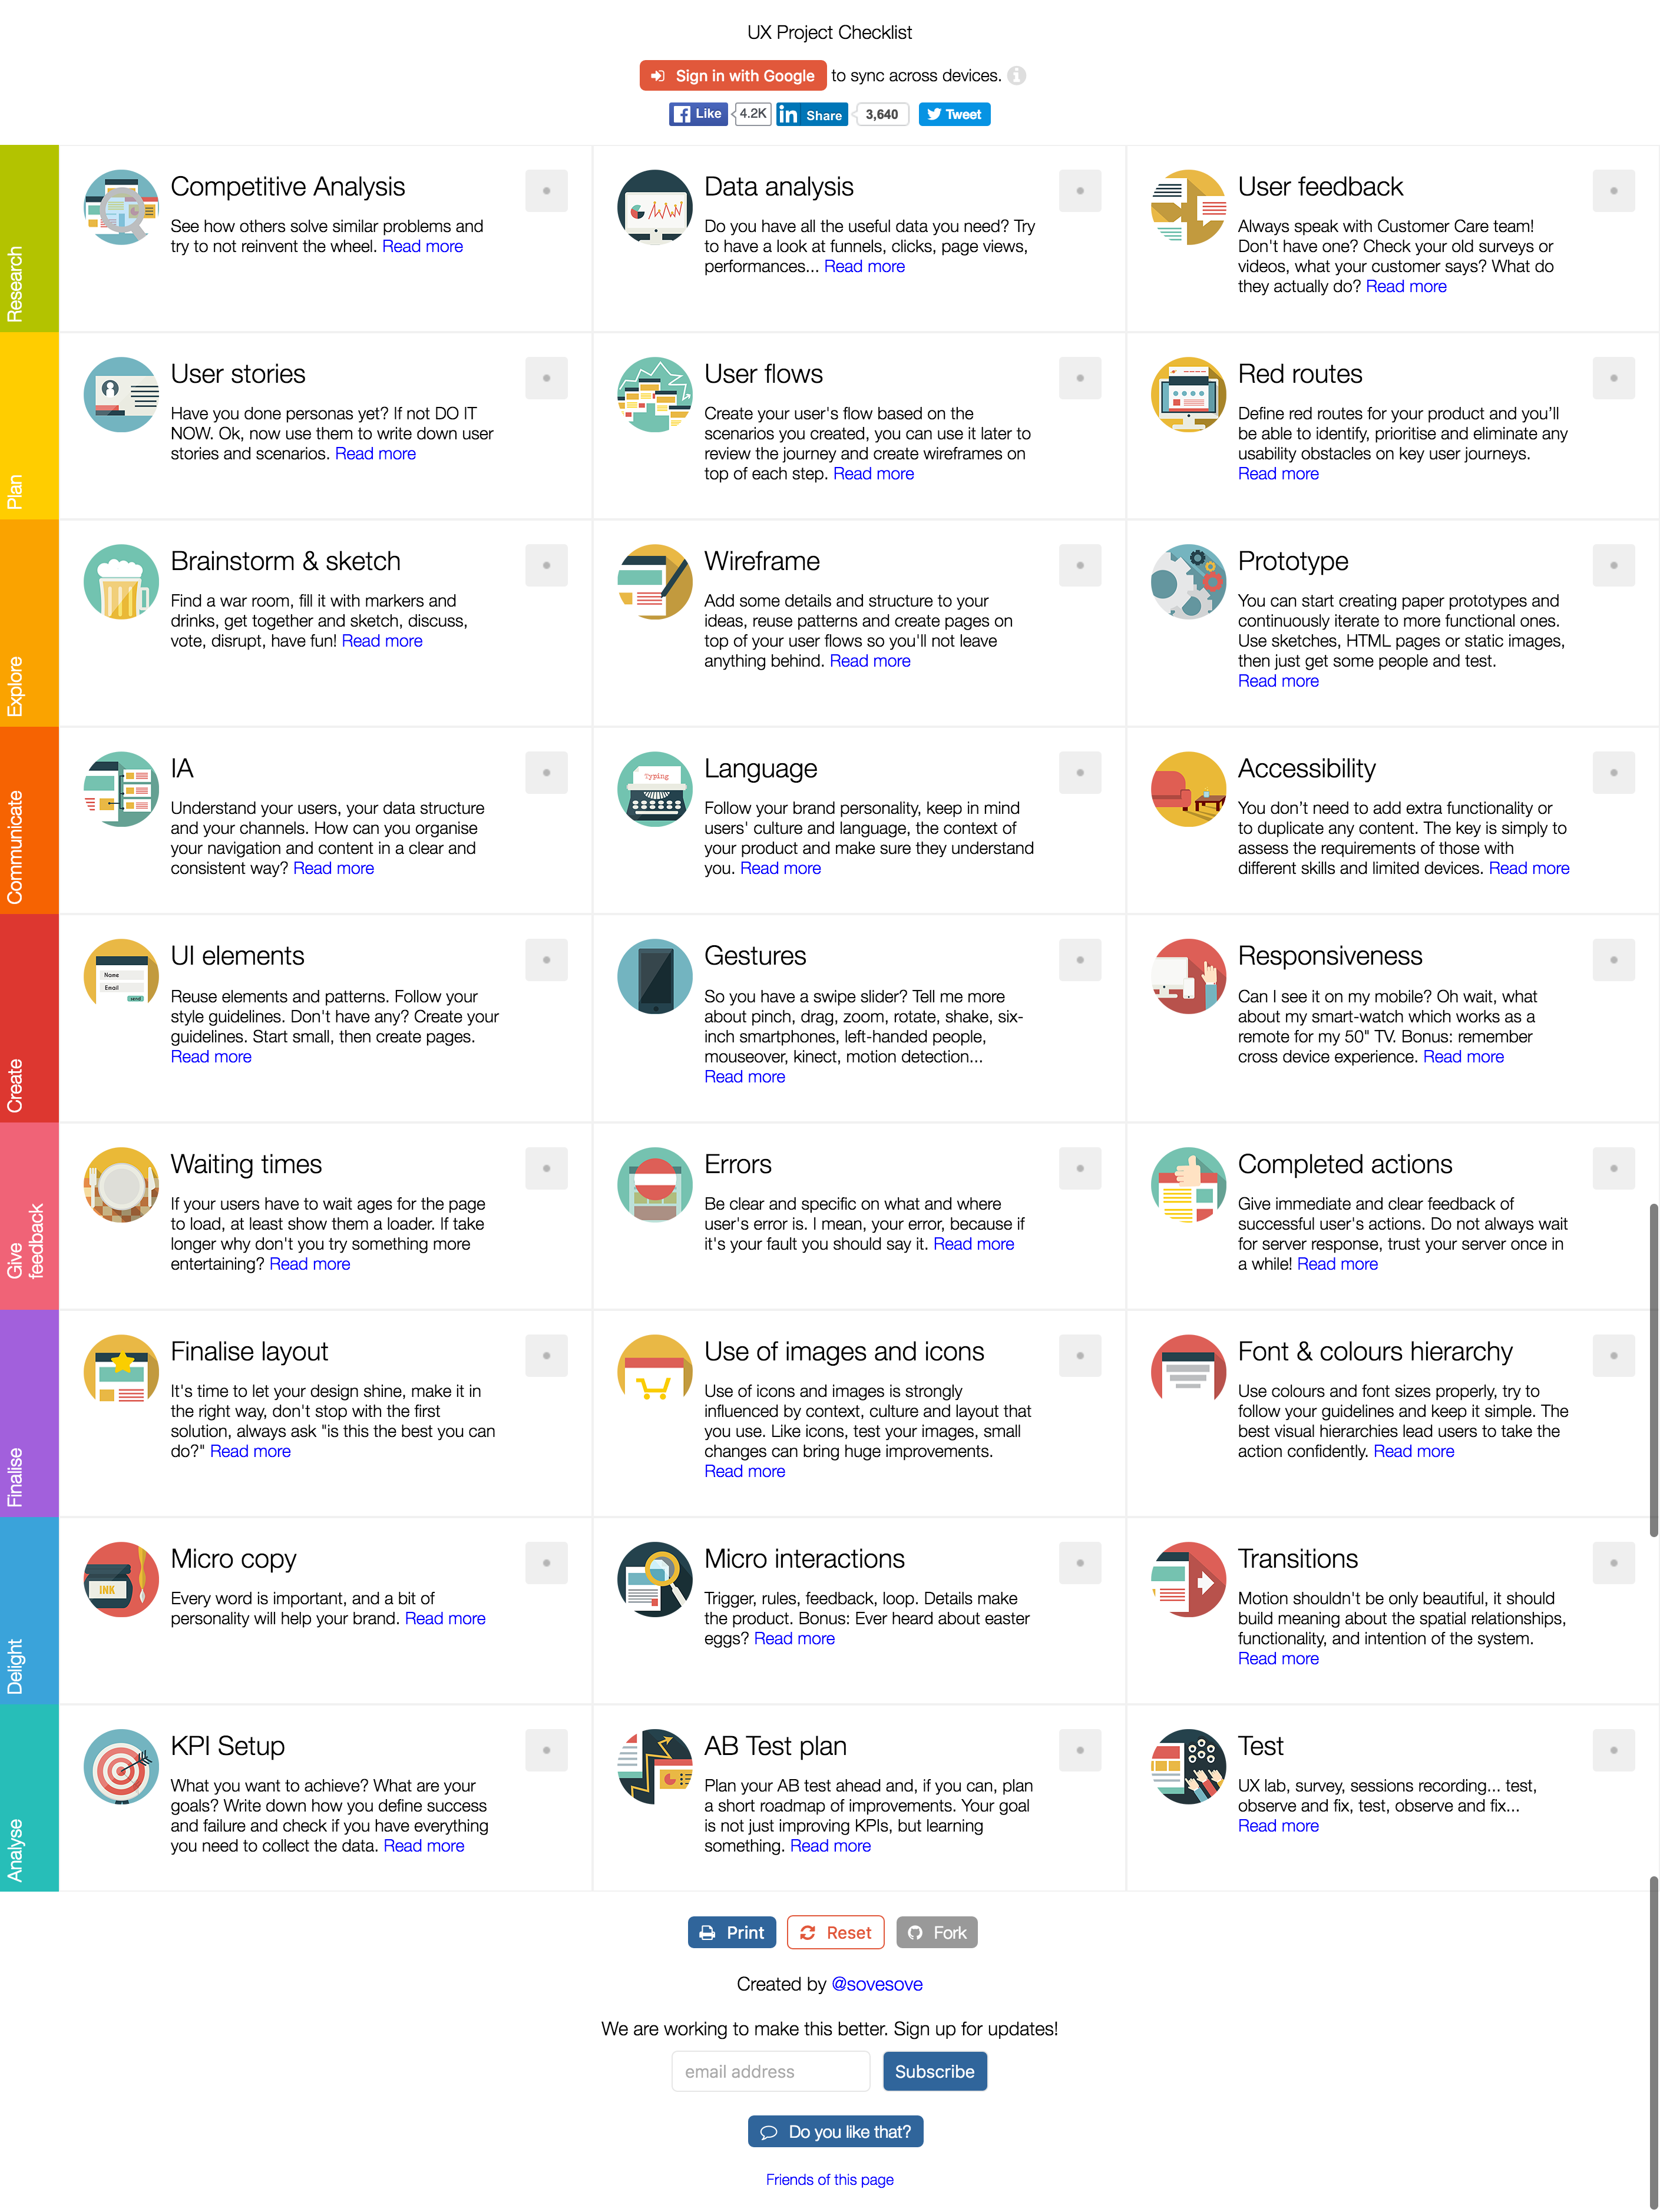 UX Project Checklist
Sign in with Google to sync across devices.
Like 4.2K Share 3,640 Tweet
Research
Competitive Analysis
See how others solve similar problems and
try to not reinvent the wheel. Read more
Data analysis
Do you have all the useful data you need? Try
to have a look at funnels, clicks, page views,
performances... Read more
User feedback
Always speak with Customer Care team!
Don't have one? Check your old surveys or
videos, what your customer says? What do
they actually do? Read more
Plan
User stories
Have you done personas yet? If not DO IT
NOW. Ok, now use them to write down user
stories and scenarios. Read more
User flows
Create your user's flow based on the
scenarios you created, you can use it later to
review the journey and create wireframes on
top of each step. Read more
Red routes
Define red routes for your product and you’ll
be able to identify, prioritise and eliminate any
usability obstacles on key user journeys.
Read more
Explore
Brainstorm & sketch
Find a war room, fill it with markers and
drinks, get together and sketch, discuss,
vote, disrupt, have fun! Read more
Wireframe
Add some details and structure to your
ideas, reuse patterns and create pages on
top of your user flows so you'll not leave
anything behind. Read more
Prototype
You can start creating paper prototypes and
continuously iterate to more functional ones.
Use sketches, HTML pages or static images,
then just get some people and test.
Read more
Communicate
IA
Understand your users, your data structure
and your channels. How can you organise
your navigation and content in a clear and
consistent way? Read more
Typing
Language
Follow your brand personality, keep in mind
users' culture and language, the context of
your product and make sure they understand
you. Read more
Accessibility
You don’t need to add extra functionality or
to duplicate any content. The key is simply to
assess the requirements of those with
different skills and limited devices. Read more
Create
Name
Email
send
UI elements
Reuse elements and patterns. Follow your
style guidelines. Don't have any? Create your
guidelines. Start small, then create pages.
Read more
Gestures
So you have a swipe slider? Tell me more
about pinch, drag, zoom, rotate, shake, six-
inch smartphones, left-handed people,
mouseover, kinect, motion detection...
Read more
Responsiveness
Can I see it on my mobile? Oh wait, what
about my smart-watch which works as a
remote for my 50" TV. Bonus: remember
cross device experience. Read more
Give
feedback
Waiting times
If your users have to wait ages for the page
to load, at least show them a loader. If take
longer why don't you try something more
entertaining? Read more
Errors
Be clear and specific on what and where
user's error is. I mean, your error, because if
it's your fault you should say it. Read more
Completed actions
Give immediate and clear feedback of
successful user's actions. Do not always wait
for server response, trust your server once in
a while! Read more
Finalise
Finalise layout
It's time to let your design shine, make it in
the right way, don't stop with the first
solution, always ask "is this the best you can
do?" Read more
Use of images and icons
Use of icons and images is strongly
influenced by context, culture and layout that
you use. Like icons, test your images, small
changes can bring huge improvements.
Read more
Font & colours hierarchy
Use colours and font sizes properly, try to
follow your guidelines and keep it simple. The
best visual hierarchies lead users to take the
action confidently. Read more
Delight
INK
Micro copy
Every word is important, and a bit of
personality will help your brand. Read more
Micro interactions
Trigger, rules, feedback, loop. Details make
the product. Bonus: Ever heard about easter
eggs? Read more
Transitions
Motion shouldn't be only beautiful, it should
build meaning about the spatial relationships,
functionality, and intention of the system.
Read more
Analyse
KPI Setup
What you want to achieve? What are your
goals? Write down how you define success
and failure and check if you have everything
you need to collect the data. Read more
AB Test plan
Plan your AB test ahead and, if you can, plan
a short roadmap of improvements. Your goal
is not just improving KPIs, but learning
something. Read more
Test
UX lab, survey, sessions recording... test,
observe and fix, test, observe and fix...
Read more
Print Reset Fork
Created by @sovesove
We are working to make this better. Sign up for updates!
email address Subscribe
Do you like that?
Friends of this page